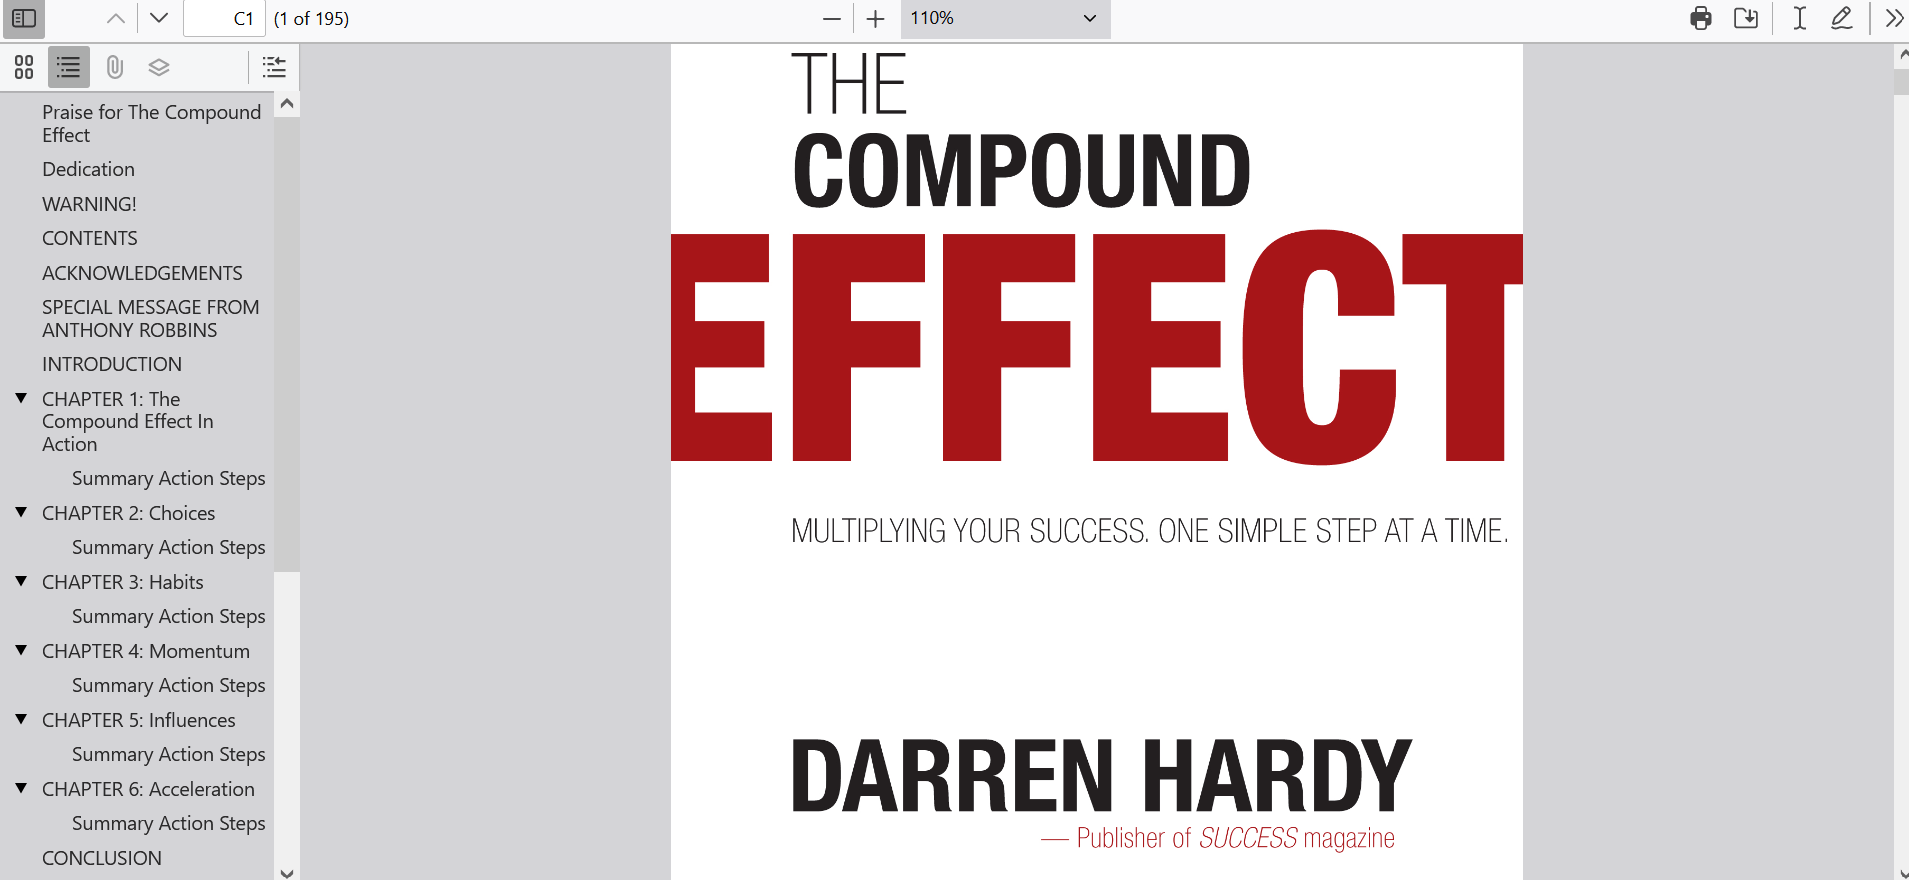 C1 (1 of 195)
110%
Praise for The Compound
Effect
Dedication
WARNING!
CONTENTS
ACKNOWLEDGEMENTS
SPECIAL MESSAGE FROM
ANTHONY ROBBINS
INTRODUCTION
CHAPTER 1: The
Compound Effect In
Action
Summary Action Steps
CHAPTER 2: Choices
Summary Action Steps
CHAPTER 3: Habits
Summary Action Steps
CHAPTER 4: Momentum
Summary Action Steps
CHAPTER 5: Influences
Summary Action Steps
CHAPTER 6: Acceleration
Summary Action Steps
CONCLUSION
THE
COMPOUND
EFFECT
MULTIPLYING YOUR SUCCESS. ONE SIMPLE STEP AT A TIME.
DARREN HARDY
— Publisher of SUCCESS magazine